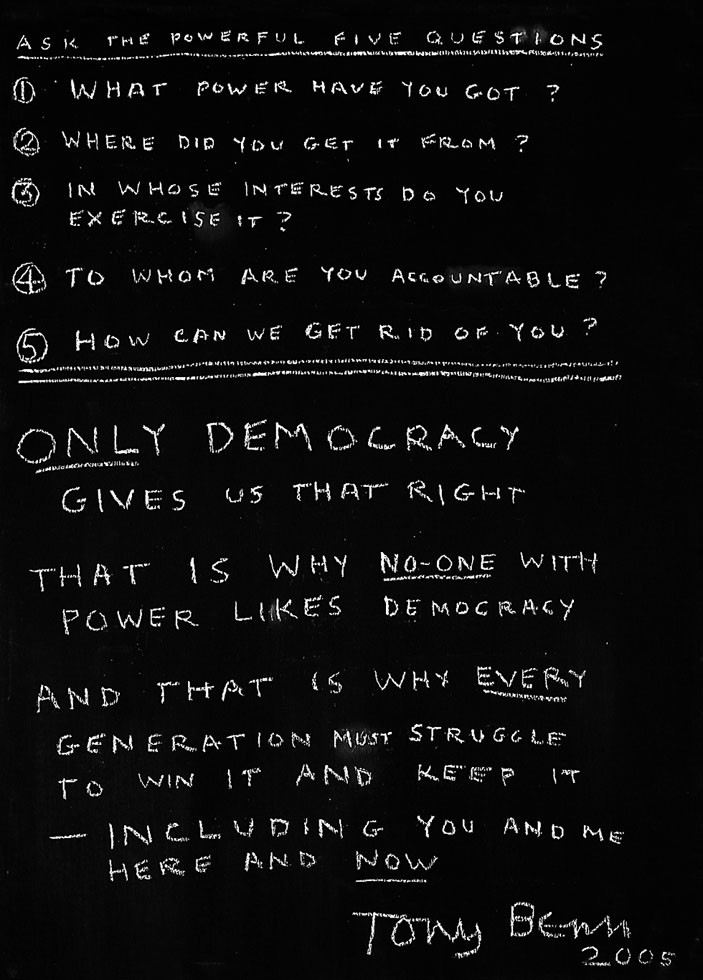 ASK THE POWERFUL FIVE QUESTIONS
① WHAT POWER HAVE YOU GOT ?
② WHERE DID YOU GET IT FROM ?
③ IN WHOSE INTERESTS DO YOU
EXERCISE IT ?
④ TO WHOM ARE YOU ACCOUNTABLE ?
⑤ HOW CAN WE GET RID OF YOU ?
ONLY DEMOCRACY
GIVES US THAT RIGHT
THAT IS WHY NO-ONE WITH
POWER LIKES DEMOCRACY
AND THAT IS WHY EVERY
GENERATION MUST STRUGGLE
TO WIN IT AND KEEP IT
— INCLUDING YOU AND ME
HERE AND NOW
Tony Benn
2005